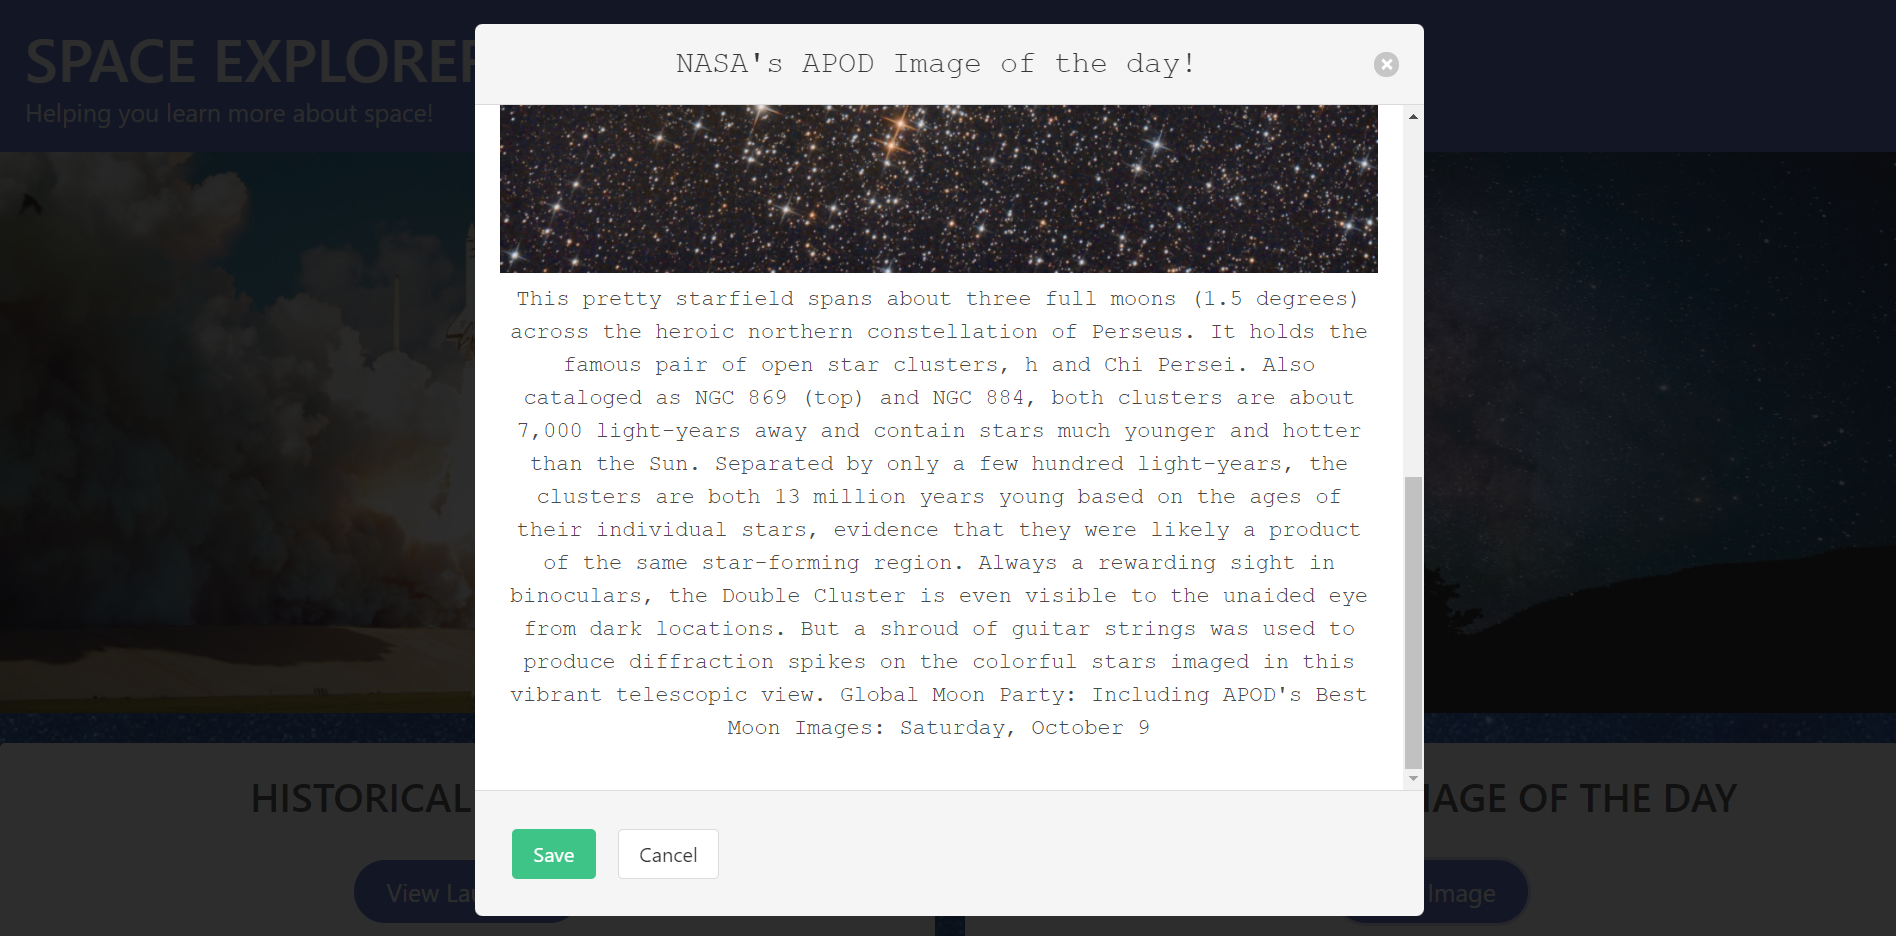 SPACE EXPLORER
Helping you learn more about space!
NASA's APOD Image of the day!
This pretty starfield spans about three full moons (1.5 degrees)
across the heroic northern constellation of Perseus. It holds the
famous pair of open star clusters, h and Chi Persei. Also
cataloged as NGC 869 (top) and NGC 884, both clusters are about
7,000 light-years away and contain stars much younger and hotter
than the Sun. Separated by only a few hundred light-years, the
clusters are both 13 million years young based on the ages of
their individual stars, evidence that they were likely a product
of the same star-forming region. Always a rewarding sight in
binoculars, the Double Cluster is even visible to the unaided eye
from dark locations. But a shroud of guitar strings was used to
produce diffraction spikes on the colorful stars imaged in this
vibrant telescopic view. Global Moon Party: Including APOD's Best
Moon Images: Saturday, October 9
HISTORICAL
OF THE DAY
View
Image
Save
Cancel